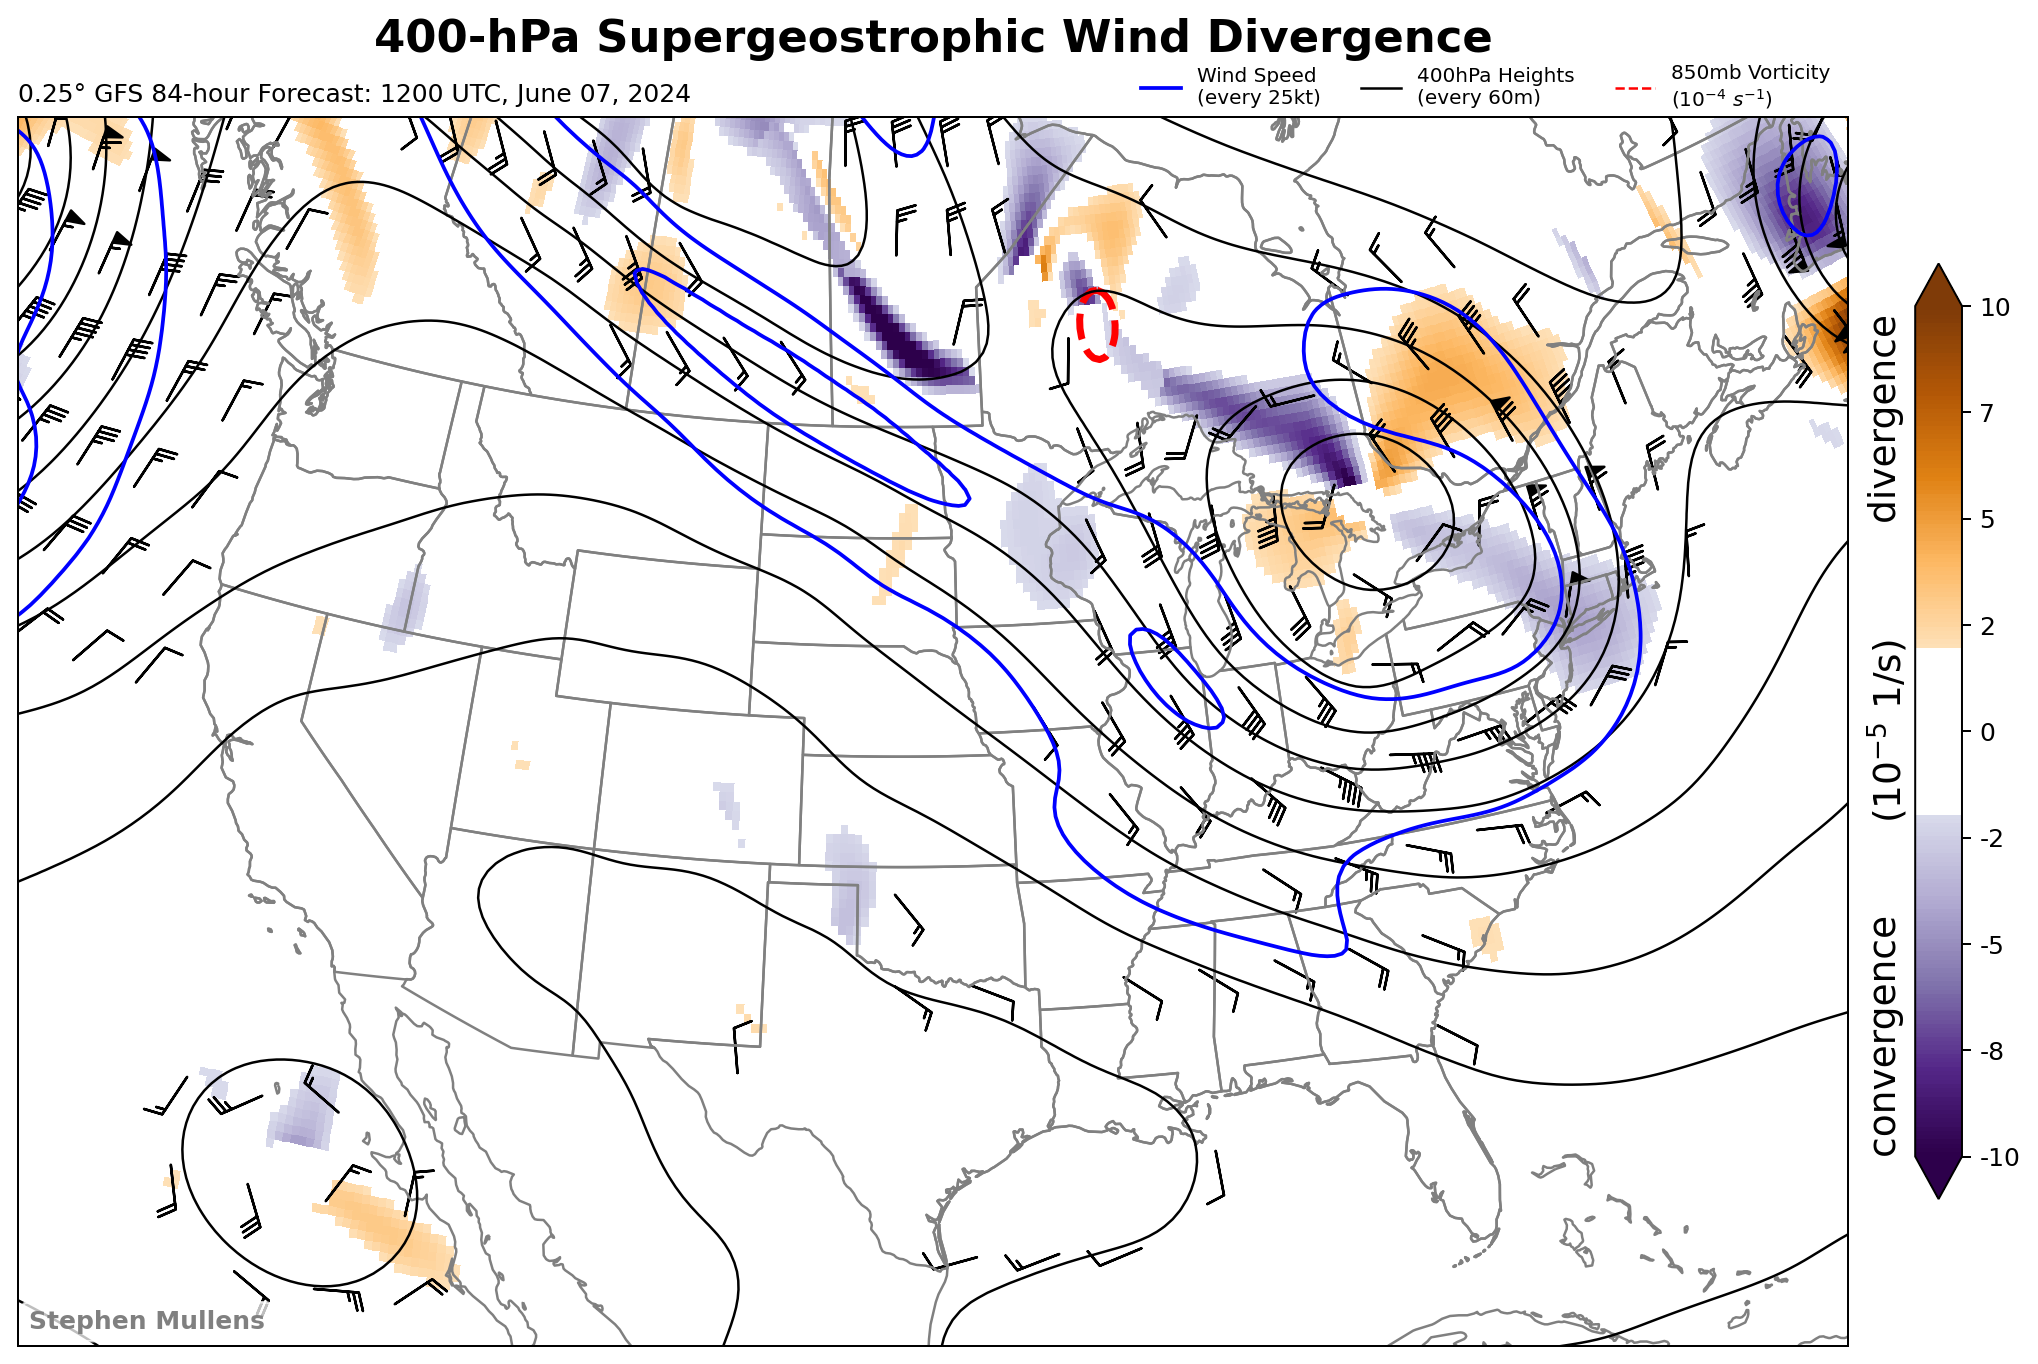 400-hPa Supergeostrophic Wind Divergence
0.25° GFS 84-hour Forecast: 1200 UTC, June 07, 2024
Wind Speed
(every 25kt)
400hPa Heights
(every 60m)
850mb Vorticity
(10⁻⁴ s⁻¹)
10
7
5
2
0
-2
-5
-8
-10
convergence (10⁻⁵ 1/s) divergence
Stephen Mullens